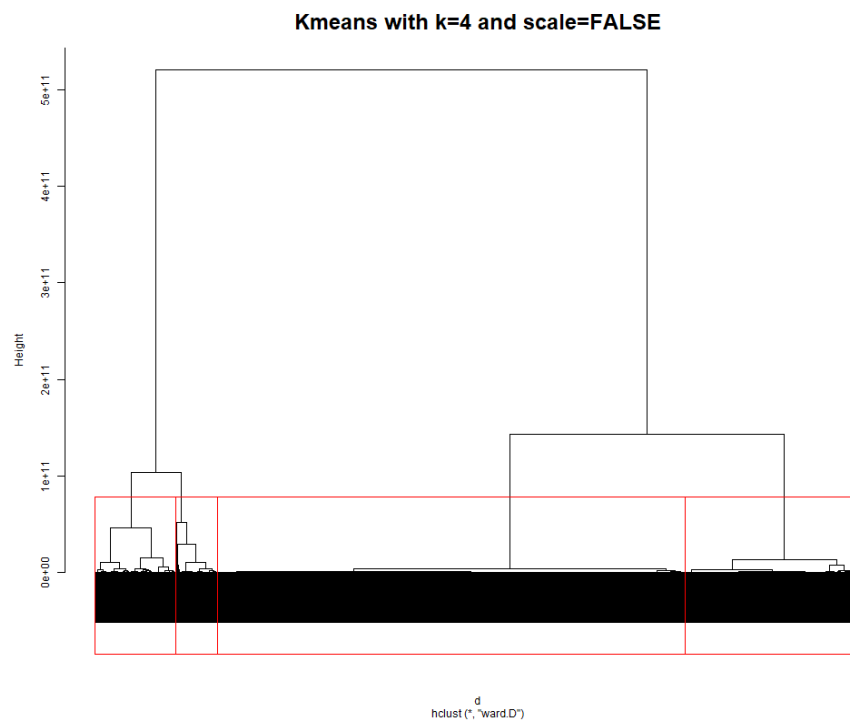 Kmeans with k=4 and scale=FALSE
5e+11
4e+11
3e+11
2e+11
1e+11
0e+00
Height
d
hclust (*, "ward.D")